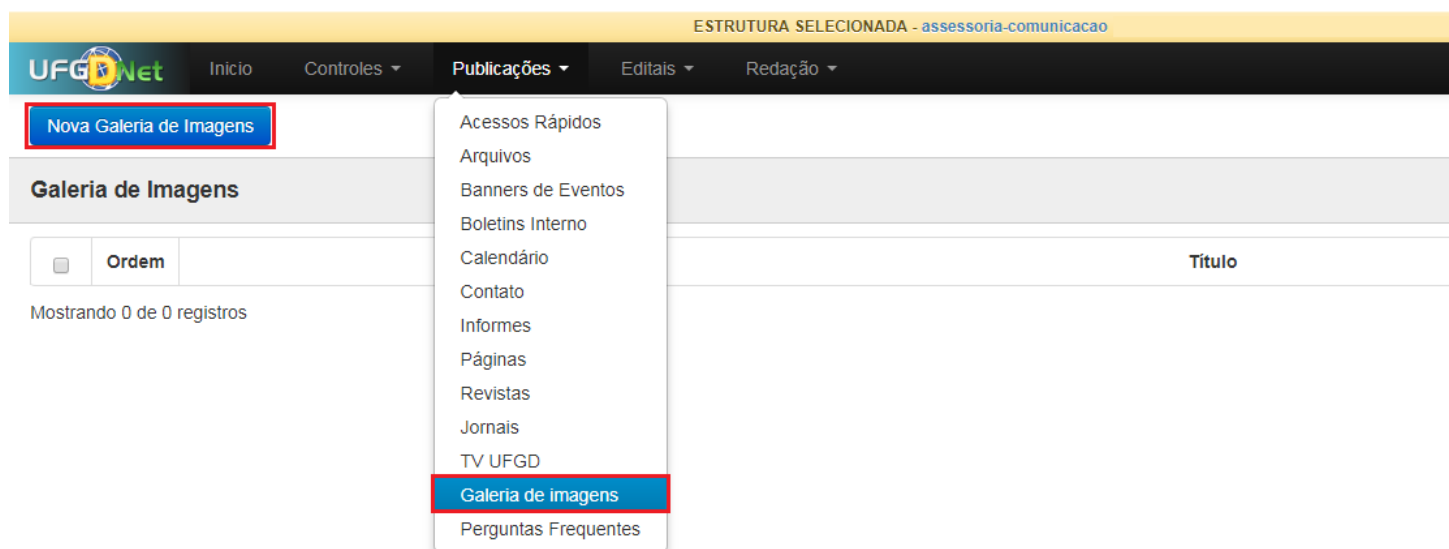 ESTRUTURA SELECIONADA - assessoria-comunicacao
UFGDNet Inicio Controles Publicações Editais Redação
Nova Galeria de Imagens
Acessos Rápidos
Arquivos
Banners de Eventos
Boletins Interno
Calendário
Contato
Informes
Páginas
Revistas
Jornais
TV UFGD
Galeria de imagens
Perguntas Frequentes
Galeria de Imagens
Ordem Título
Mostrando 0 de 0 registros